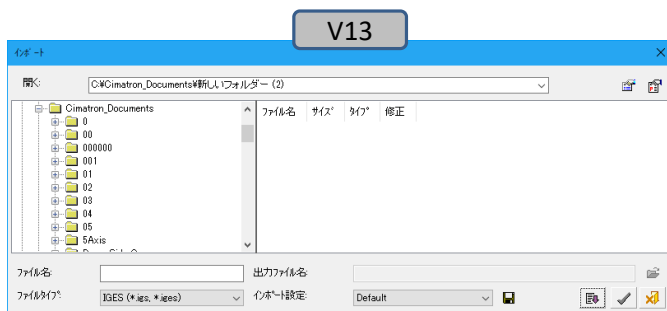 V13
インポート
開く: C:¥Cimatron_Documents¥新しいフォルダー (2)
Cimatron_Documents
0
00
000000
001
01
02
03
04
05
5Axis
ファイル名 サイズ タイプ 修正
ファイル名: 出力ファイル名:
ファイルタイプ: IGES (*.igs, *.iges) インポート設定: Default